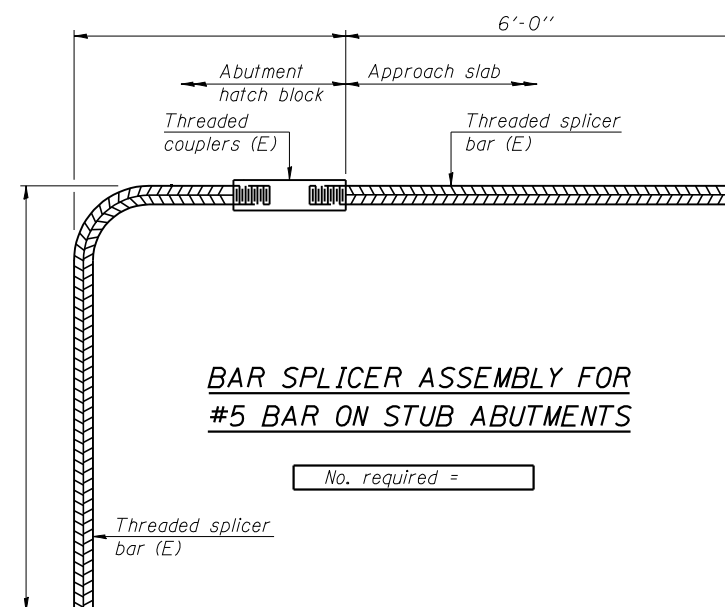 6'-0"
Abutment
hatch block
Approach slab
Threaded
couplers (E)
Threaded splicer
bar (E)
BAR SPLICER ASSEMBLY FOR
#5 BAR ON STUB ABUTMENTS
No. required =
Threaded splicer
bar (E)